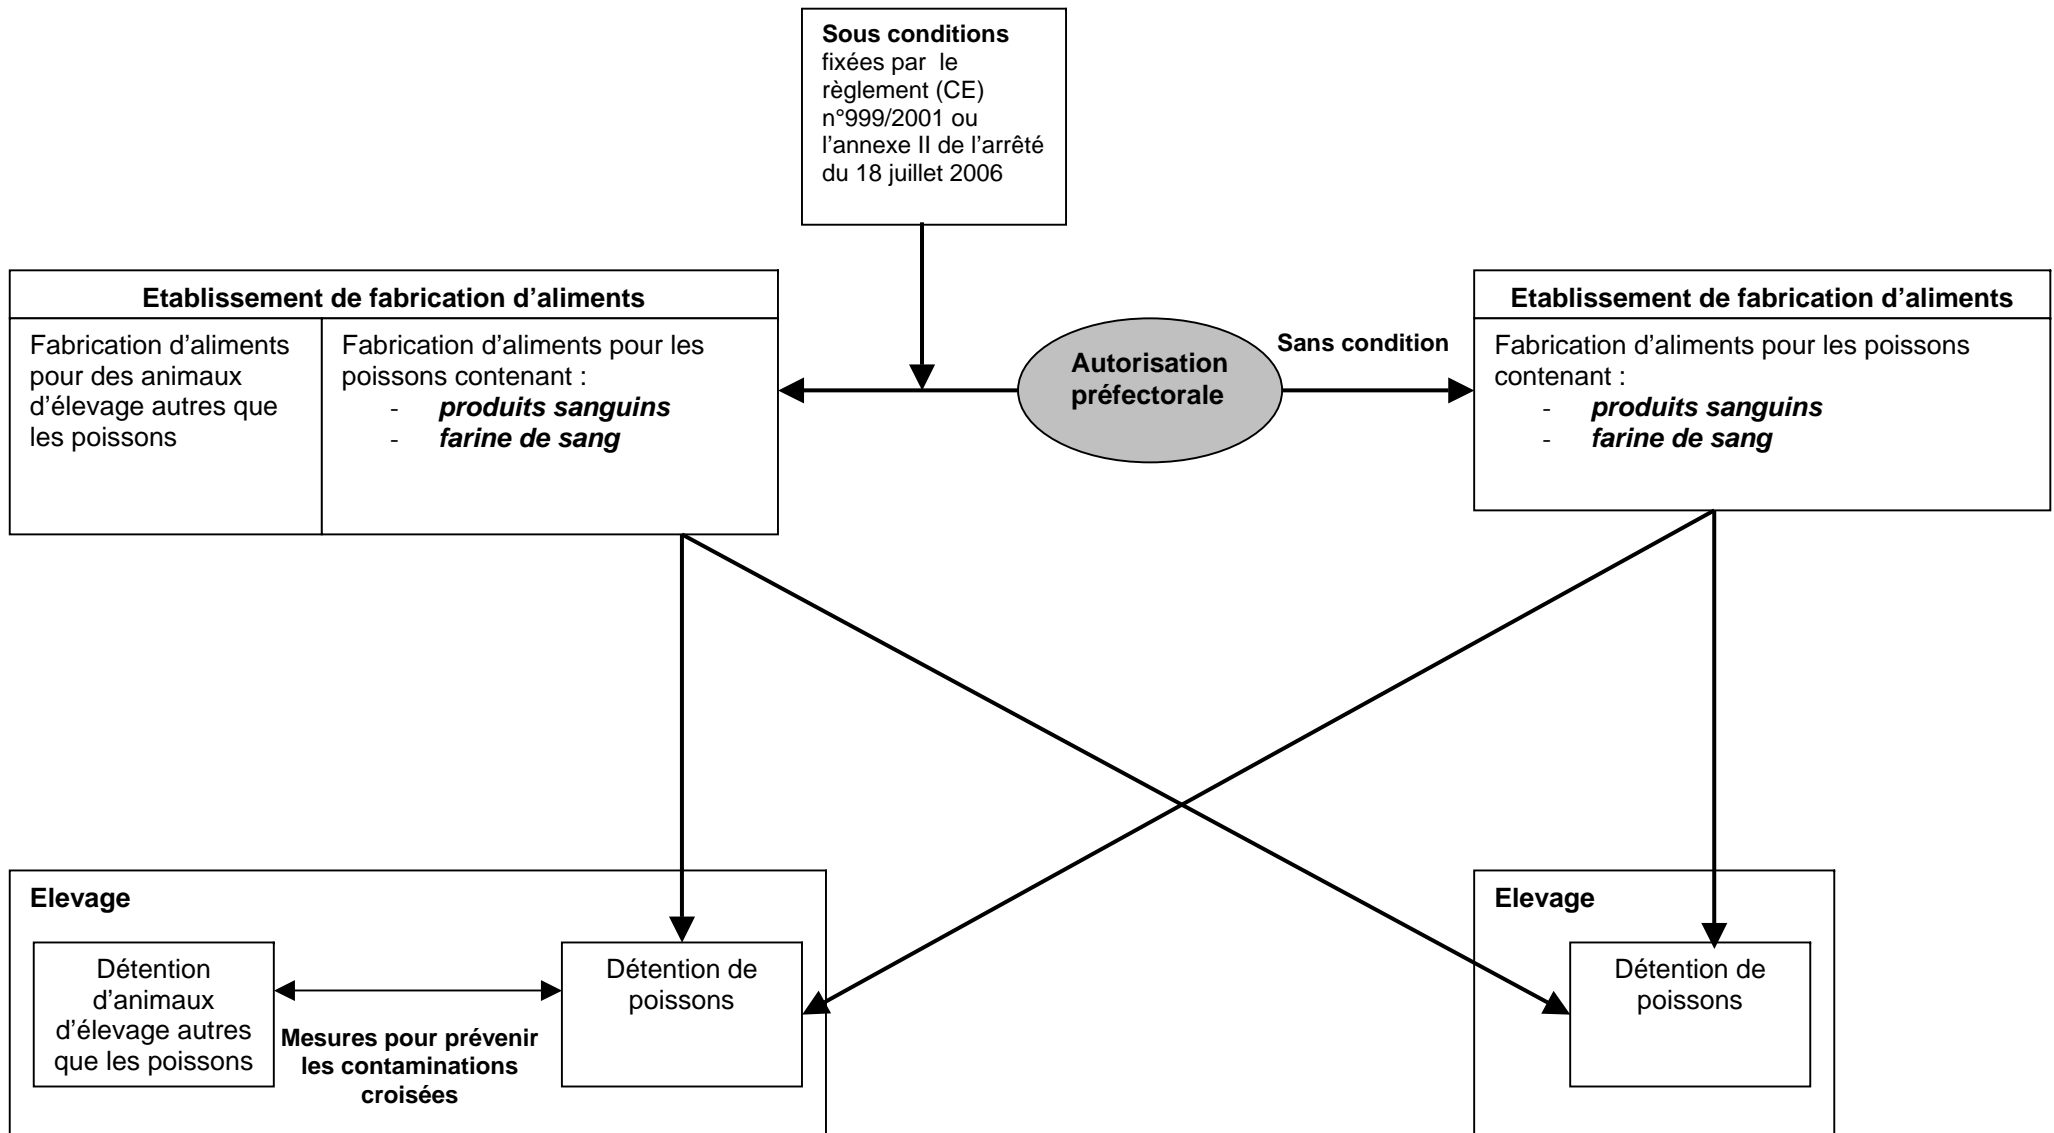 Sous conditions
fixées par le
règlement (CE)
n°999/2001 ou
l'annexe II de l'arrêté
du 18 juillet 2006
Etablissement de fabrication d'aliments
Fabrication d'aliments
pour des animaux
d'élevage autres que
les poissons
Fabrication d'aliments pour les
poissons contenant :
- produits sanguins
- farine de sang
Autorisation
préfectorale
Sans condition
Etablissement de fabrication d'aliments
Fabrication d'aliments pour les poissons
contenant :
- produits sanguins
- farine de sang
Elevage
Détention
d'animaux
d'élevage autres
que les poissons
Mesures pour prévenir
les contaminations
croisées
Détention de
poissons
Elevage
Détention de
poissons